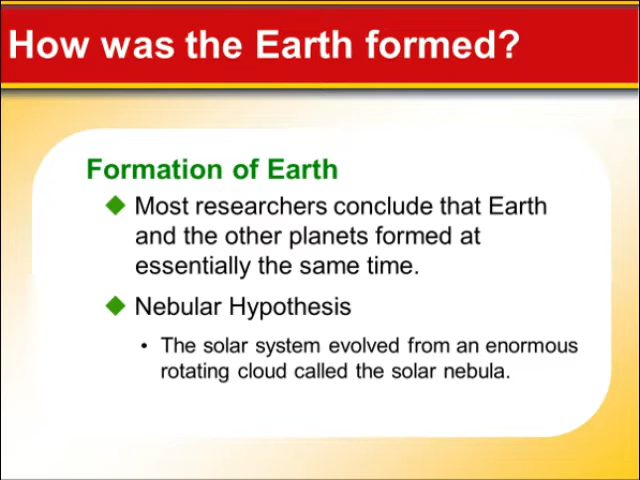 How was the Earth formed?
Formation of Earth
Most researchers conclude that Earth
and the other planets formed at
essentially the same time.
Nebular Hypothesis
• The solar system evolved from an enormous
rotating cloud called the solar nebula.